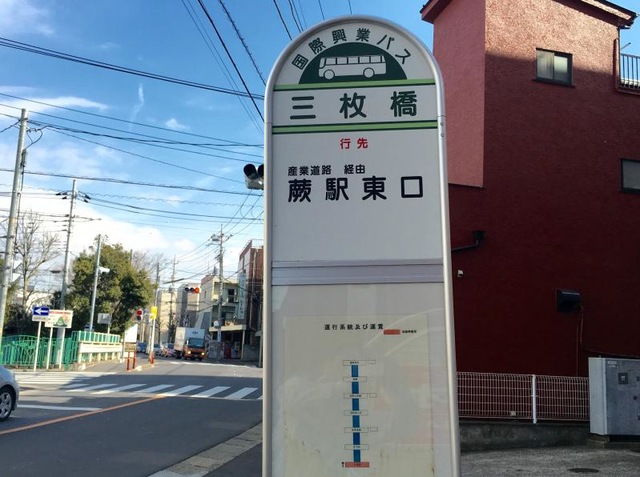 国際興業バス
三枚橋
行先
産業道路 経由
蕨駅東口
運行系統及び運賃